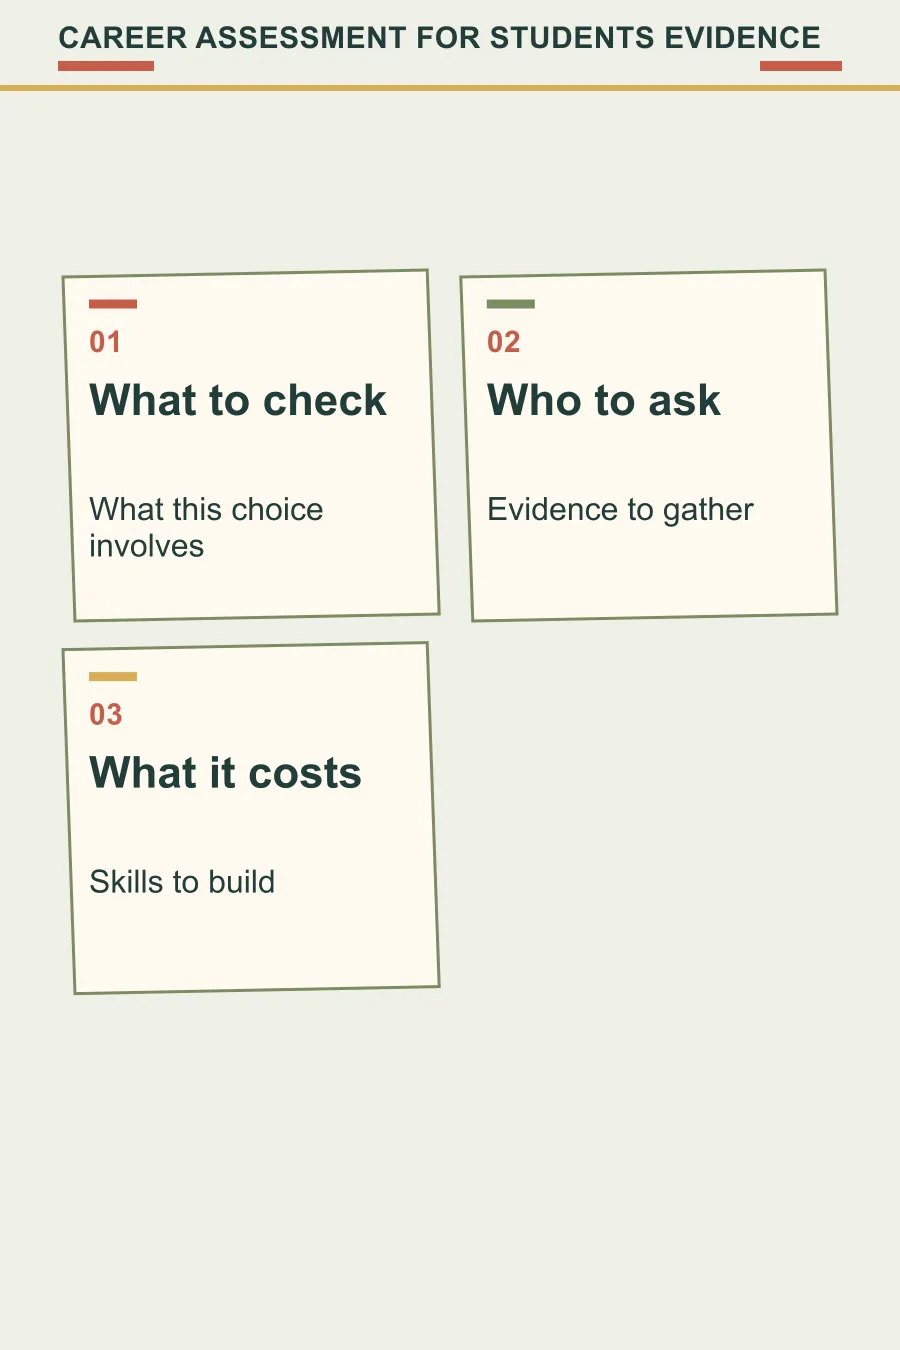 CAREER ASSESSMENT FOR STUDENTS EVIDENCE
01
What to check
What this choice
involves
02
Who to ask
Evidence to gather
03
What it costs
Skills to build